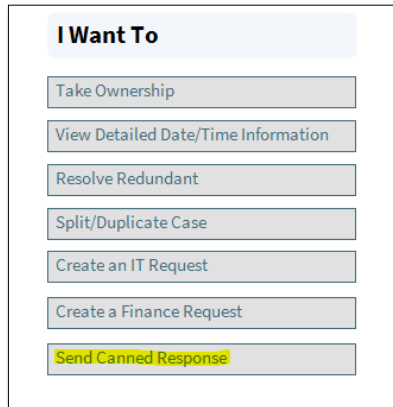 I Want To
Take Ownership
View Detailed Date/Time Information
Resolve Redundant
Split/Duplicate Case
Create an IT Request
Create a Finance Request
Send Canned Response